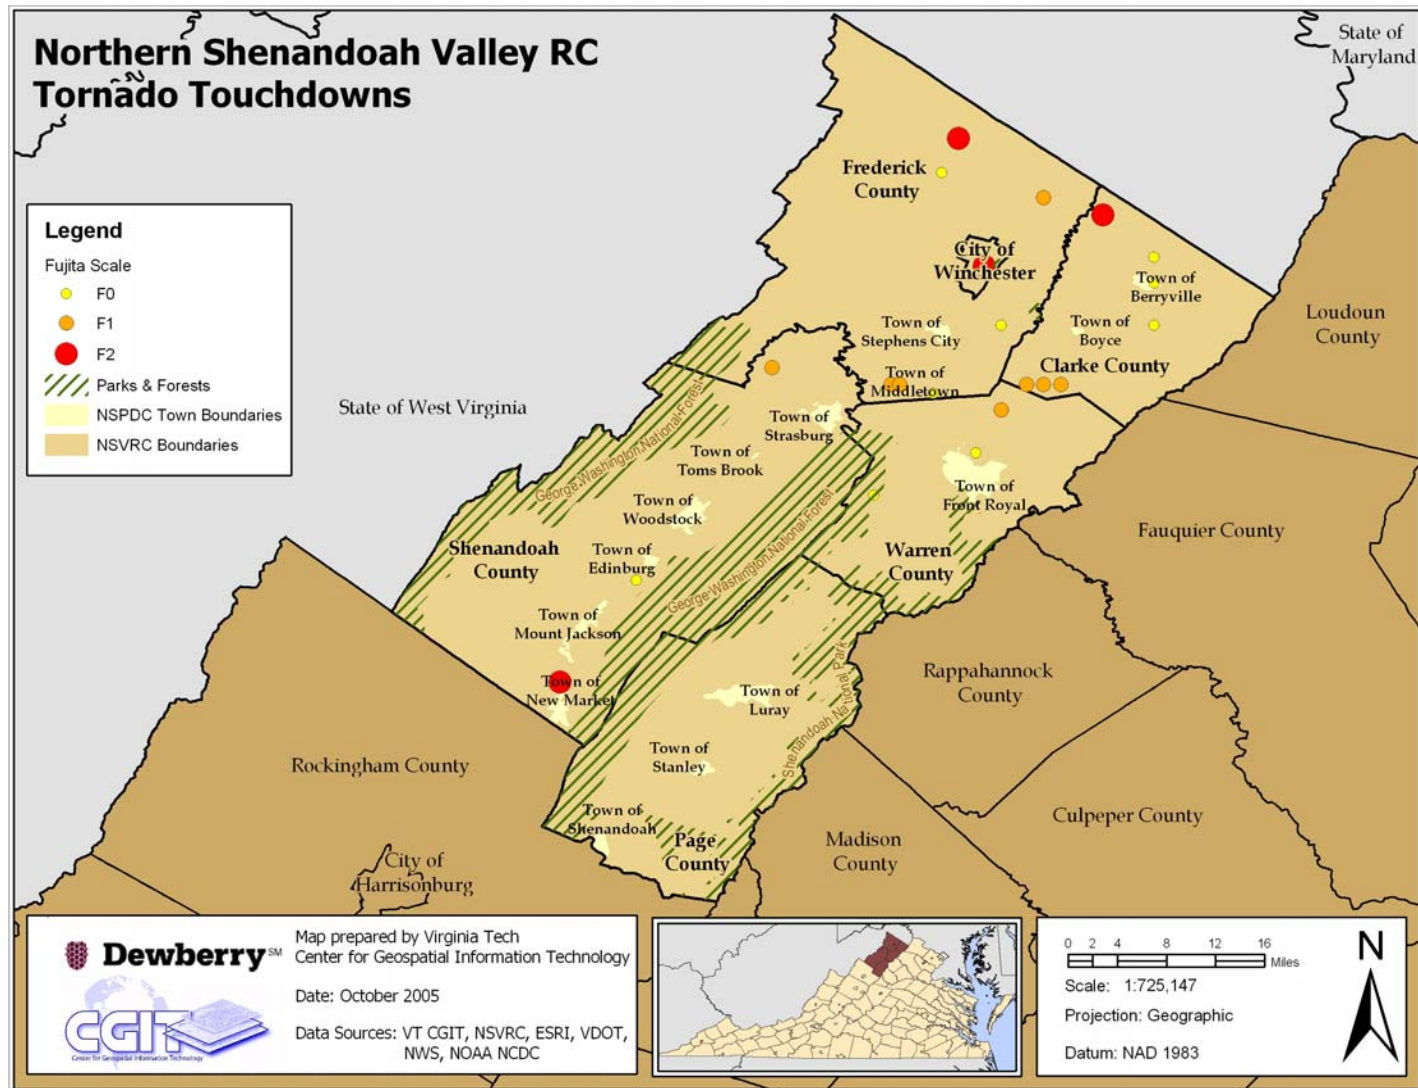 Northern Shenandoah Valley RC
Tornado Touchdowns
State of
Maryland
Legend
Fujita Scale
F0
F1
F2
Parks & Forests
NSPDC Town Boundaries
NSVRC Boundaries
State of West Virginia
Frederick
County
City of
Winchester
Town of
Berryville
Town of
Boyce
Clarke County
Loudoun
County
Town of
Stephens City
Town of
Middletown
Town of
Strasburg
Town of
Toms Brook
George Washington National Forest
Town of
Woodstock
Town of
Front Royal
Fauquier County
Shenandoah
County
Town of
Edinburg
George Washington National Forest
Warren
County
Town of
Mount Jackson
Town of
New Market
Rappahannock
County
Town of
Luray
Shenandoah National Park
Town of
Stanley
Rockingham County
Culpeper County
Town of
Shenandoah
Page
County
Madison
County
City of
Harrisonburg
Dewberry SM
CGIT
Center for Geospatial Information Technology
Map prepared by Virginia Tech
Center for Geospatial Information Technology
Date: October 2005
Data Sources: VT CGIT, NSVRC, ESRI, VDOT,
NWS, NOAA NCDC
0 2 4 8 12 16
Miles
Scale: 1:725,147
Projection: Geographic
Datum: NAD 1983
N